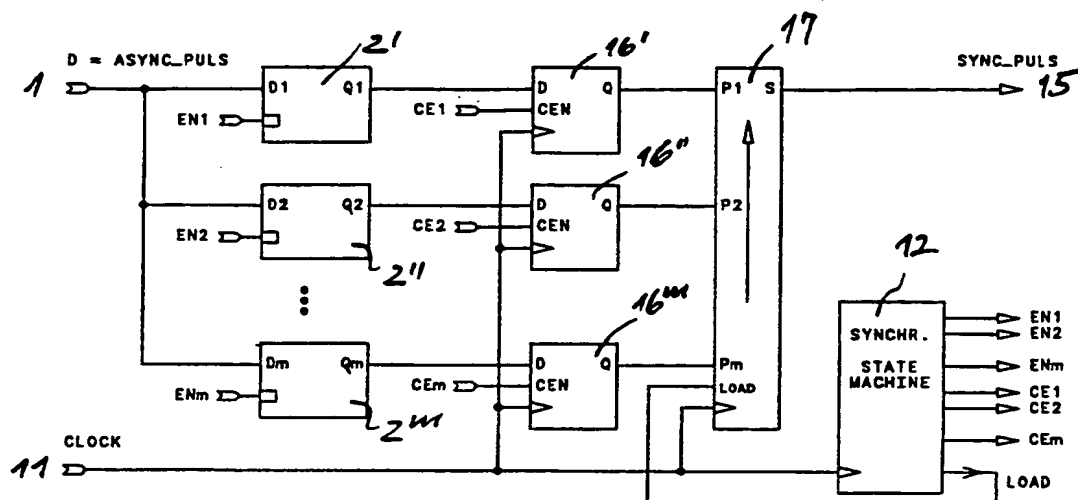 D = ASYNC_PULS
1
2'
D1 Q1
EN1
16'
D Q
CEN
CE1
17
P1 S
SYNC_PULS
15
D2 Q2
EN2
2''
16''
D Q
CEN
CE2
P2
Dm Qm
ENm
2m
16m
D Q
CEN
CEm
Pm
LOAD
12
SYNCHR.
STATE
MACHINE
EN1
EN2
ENm
CE1
CE2
CEm
LOAD
CLOCK
11